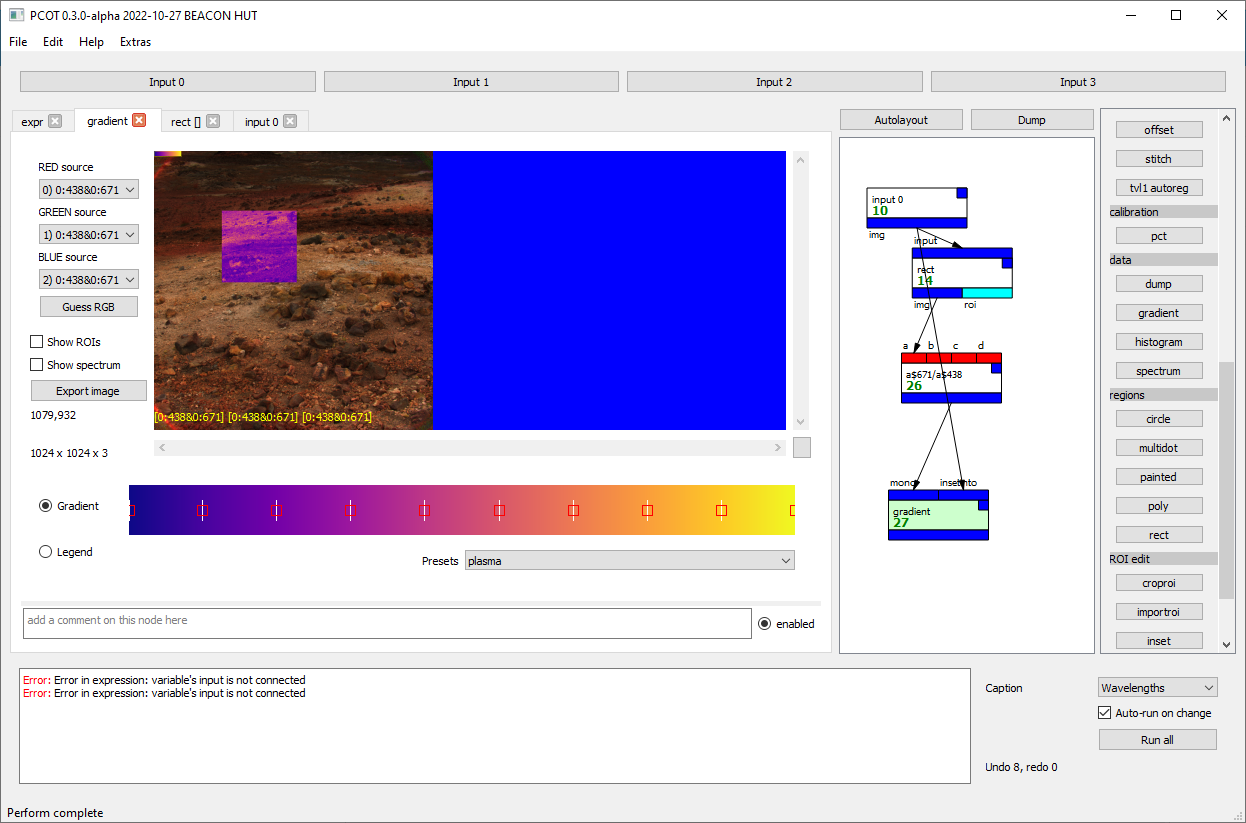 PCOT 0.3.0-alpha 2022-10-27 BEACON HUT
File Edit Help Extras
Input 0 Input 1 Input 2 Input 3
expr gradient rect [] input 0
RED source
0) 0:438&0:671
GREEN source
1) 0:438&0:671
BLUE source
2) 0:438&0:671
Guess RGB
Show ROIs
Show spectrum
Export image
1079,932
1024 x 1024 x 3
[0:438&0:671] [0:438&0:671] [0:438&0:671]
Gradient
Legend
Presets plasma
add a comment on this node here
enabled
Autolayout Dump
input 0
10
img
input
rect
14
img roi
a b c d
a$671/a$438
26
mono insetinto
gradient
27
offset
stitch
tvl1 autoreg
calibration
pct
data
dump
gradient
histogram
spectrum
regions
circle
multidot
painted
poly
rect
ROI edit
croproi
importroi
inset
Error: Error in expression: variable's input is not connected
Error: Error in expression: variable's input is not connected
Caption Wavelengths
Auto-run on change
Run all
Undo 8, redo 0
Perform complete